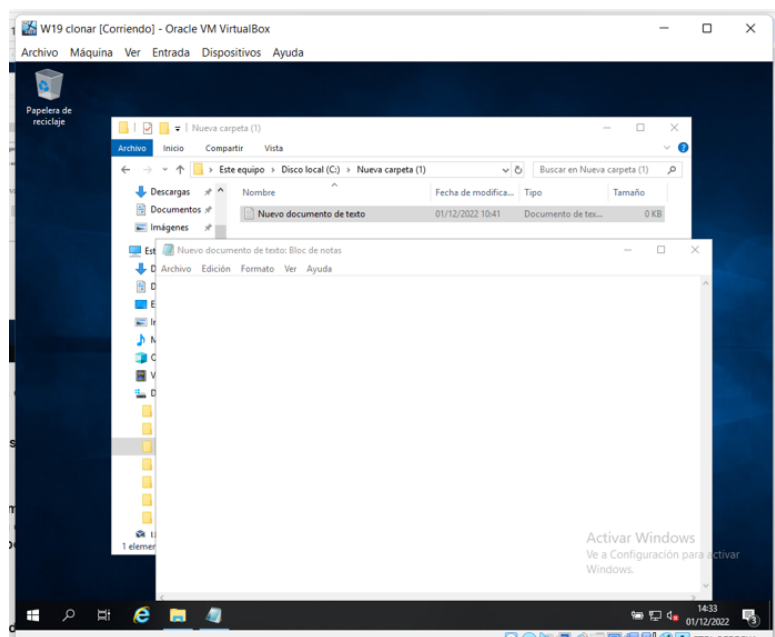 W19 clonar [Corriendo] - Oracle VM VirtualBox
Archivo Máquina Ver Entrada Dispositivos Ayuda
Papelera de
reciclaje
Nueva carpeta (1)
Archivo Inicio Compartir Vista
Este equipo > Disco local (C:) > Nueva carpeta (1)
Buscar en Nueva carpeta (1)
Descargas
Documentos
Imágenes
Nombre Fecha de modifica... Tipo Tamaño
Nuevo documento de texto 01/12/2022 10:41 Documento de tex... 0 KB
Est
Nuevo documento de texto: Bloc de notas
Archivo Edición Formato Ver Ayuda
D
D
E
Ir
V
D
1 elemen
Activar Windows
Ve a Configuración para activar
Windows.
14:33
01/12/2022